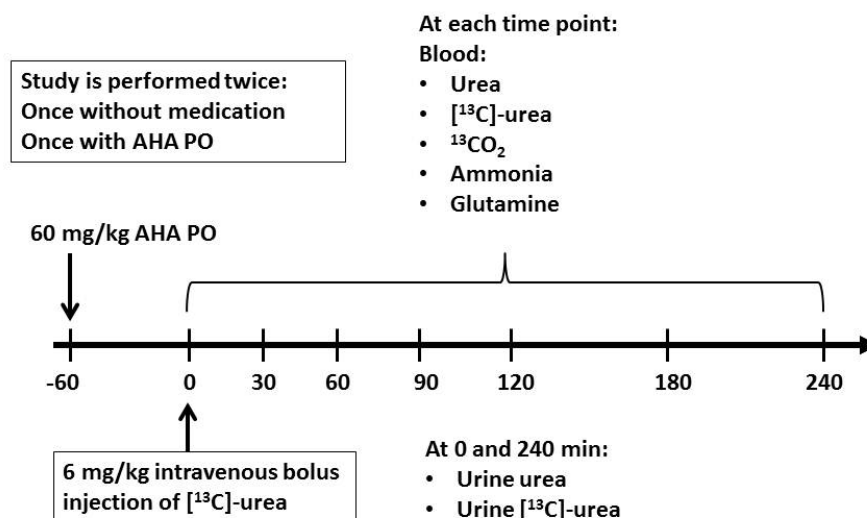 Study is performed twice:
Once without medication
Once with AHA PO
At each time point:
Blood:
• Urea
• [¹³C]-urea
• ¹³CO₂
• Ammonia
• Glutamine
60 mg/kg AHA PO
-60 0 30 60 90 120 180 240
6 mg/kg intravenous bolus
injection of [¹³C]-urea
At 0 and 240 min:
• Urine urea
• Urine [¹³C]-urea